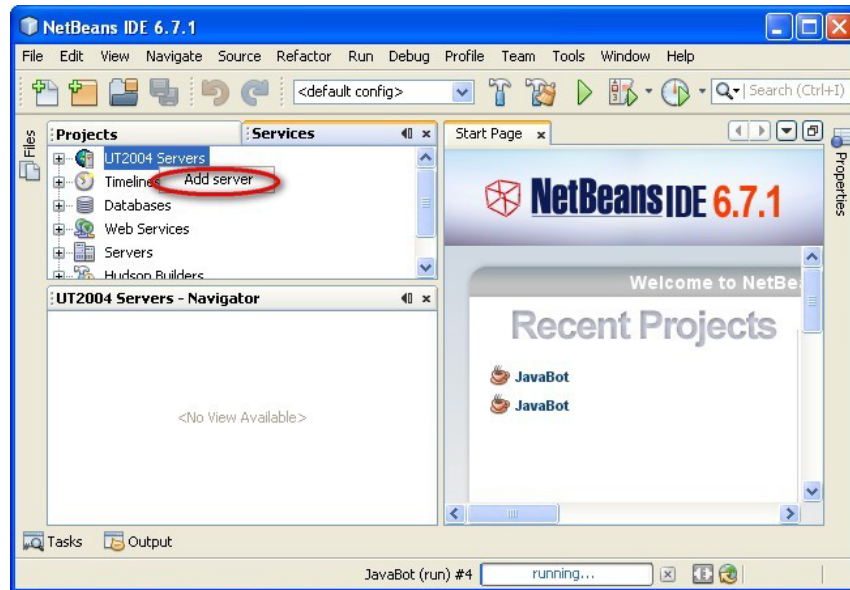 NetBeans IDE 6.7.1
File Edit View Navigate Source Refactor Run Debug Profile Team Tools Window Help
<default config>
Search (Ctrl+I)
Files
Projects
Services
Start Page
Properties
UT2004 Servers
Timelines
Add server
Databases
Web Services
Servers
Hudson Builders
NetBeans IDE 6.7.1
Welcome to NetBe
Recent Projects
JavaBot
JavaBot
UT2004 Servers - Navigator
<No View Available>
Tasks
Output
JavaBot (run) #4
running...